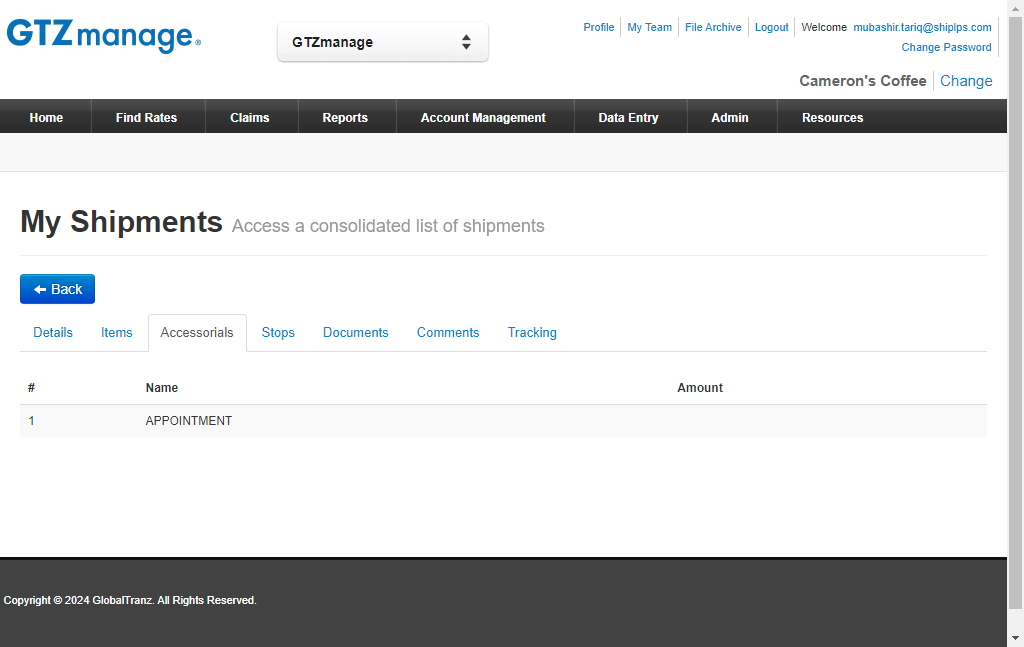 GTZmanage®
GTZmanage
Profile My Team File Archive Logout Welcome mubashir.tariq@shiplps.com
Change Password
Cameron's Coffee Change
Home Find Rates Claims Reports Account Management Data Entry Admin Resources
My Shipments Access a consolidated list of shipments
Back
Details Items Accessorials Stops Documents Comments Tracking
# Name Amount
1 APPOINTMENT
Copyright © 2024 GlobalTranz. All Rights Reserved.